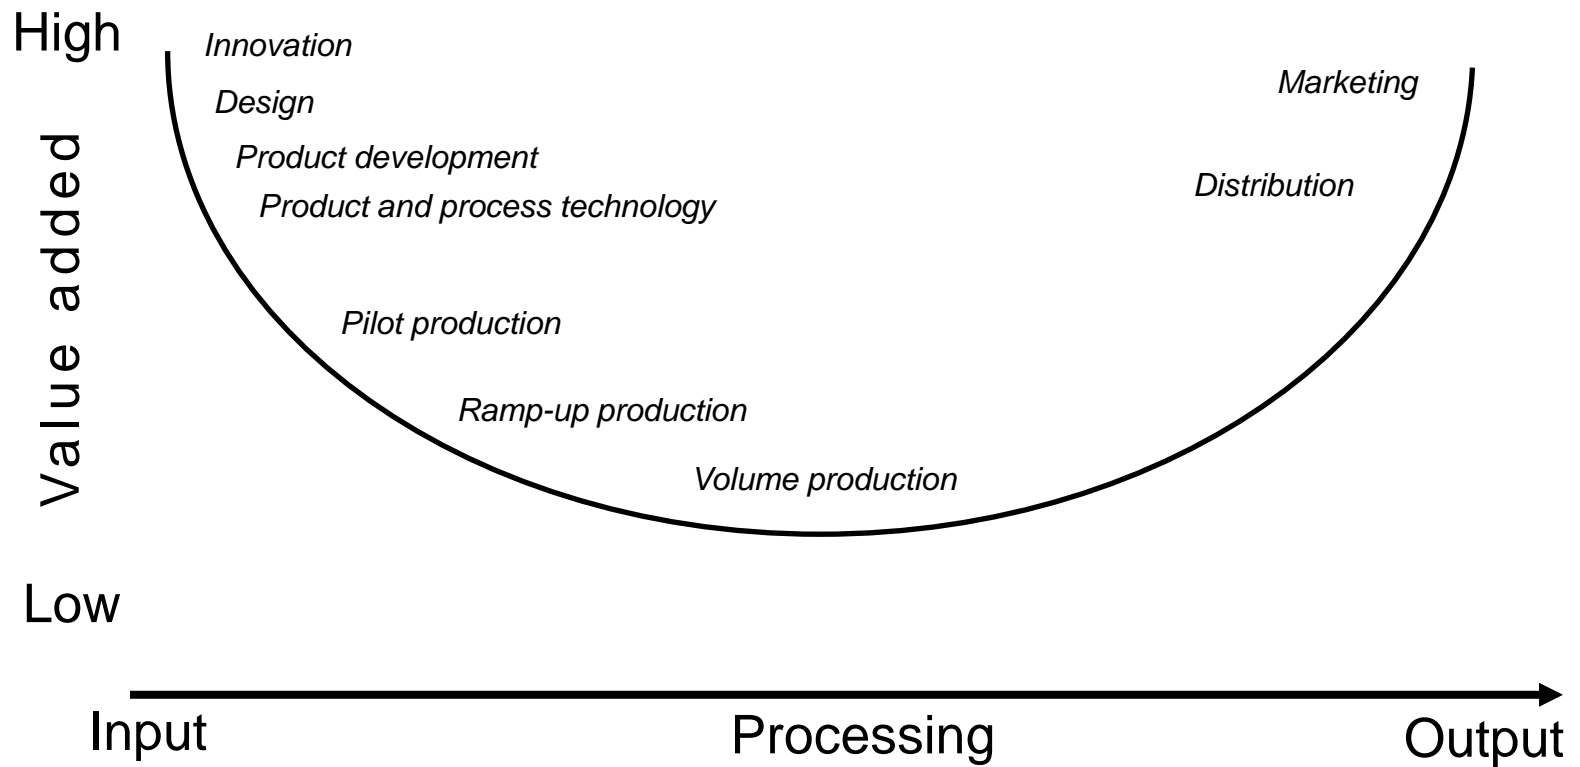 High
Innovation
Marketing
Design
Product development
Distribution
Product and process technology
Value added
Pilot production
Ramp-up production
Volume production
Low
Input
Processing
Output